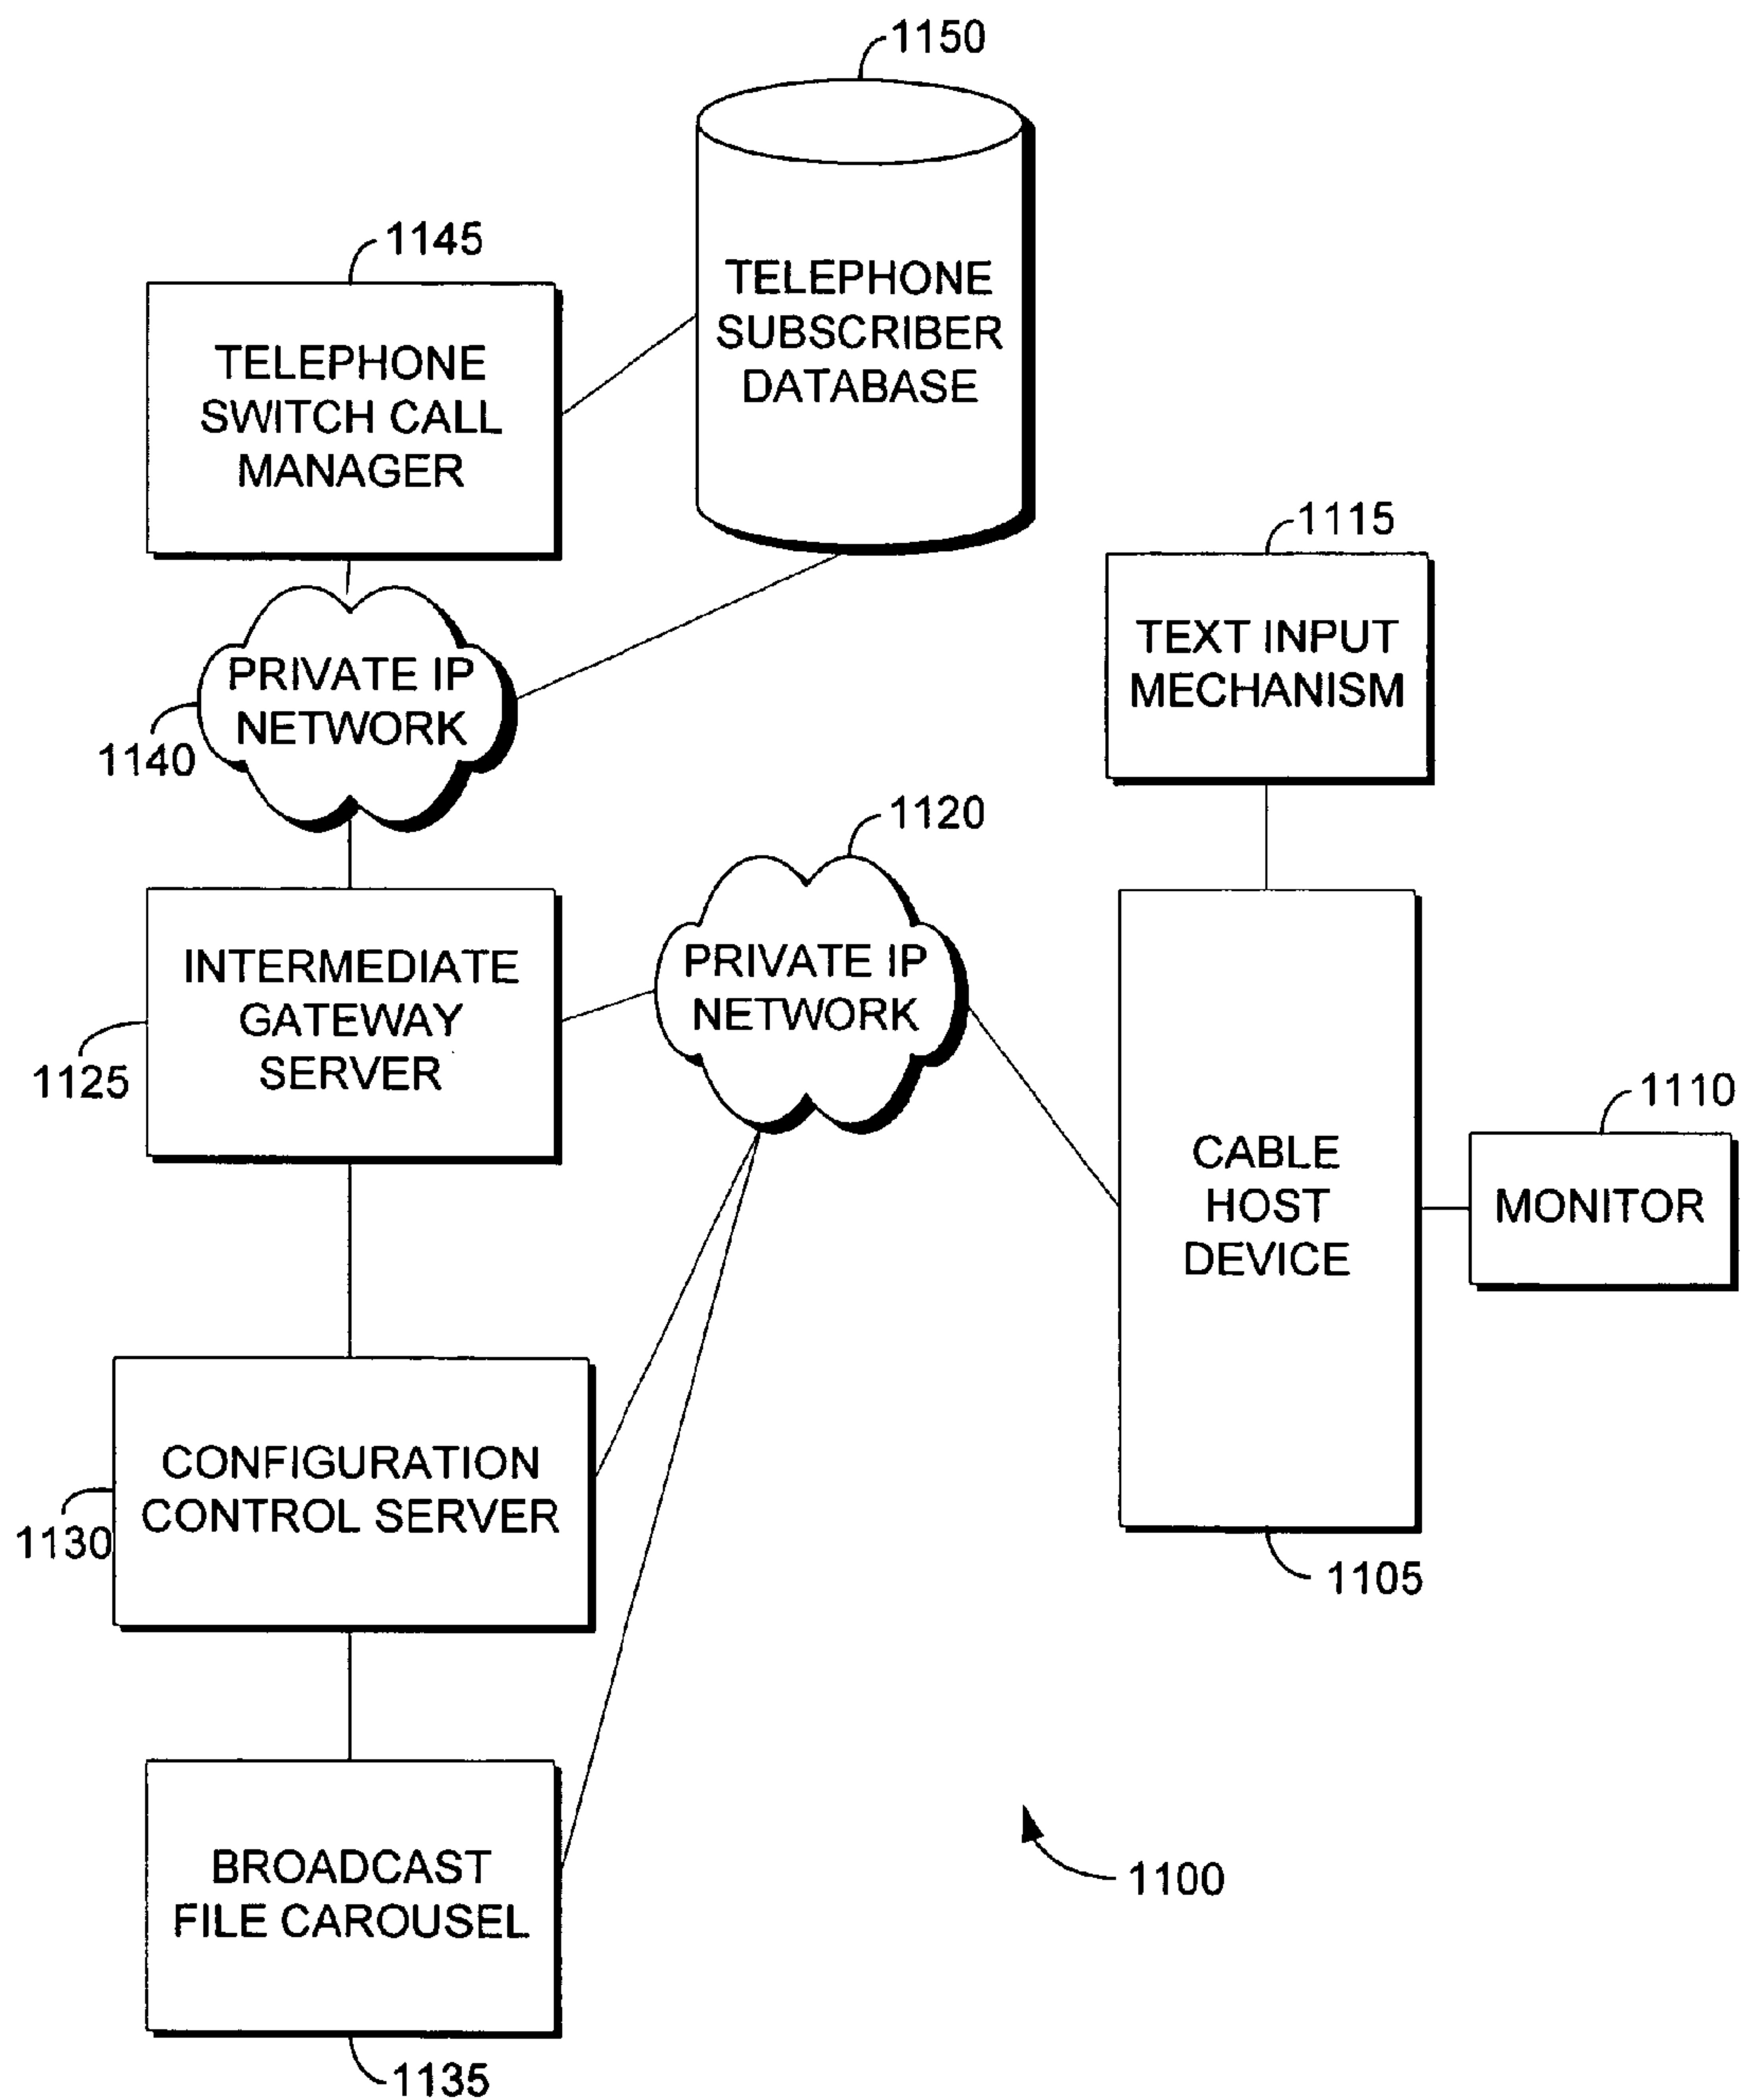 1150
1145
TELEPHONE
SUBSCRIBER
DATABASE
TELEPHONE
SWITCH CALL
MANAGER
1115
TEXT INPUT
MECHANISM
PRIVATE IP
NETWORK
1140
1120
INTERMEDIATE
GATEWAY
SERVER
1125
PRIVATE IP
NETWORK
1110
CABLE
HOST
DEVICE
MONITOR
CONFIGURATION
CONTROL SERVER
1130
1105
BROADCAST
FILE CAROUSEL
1100
1135